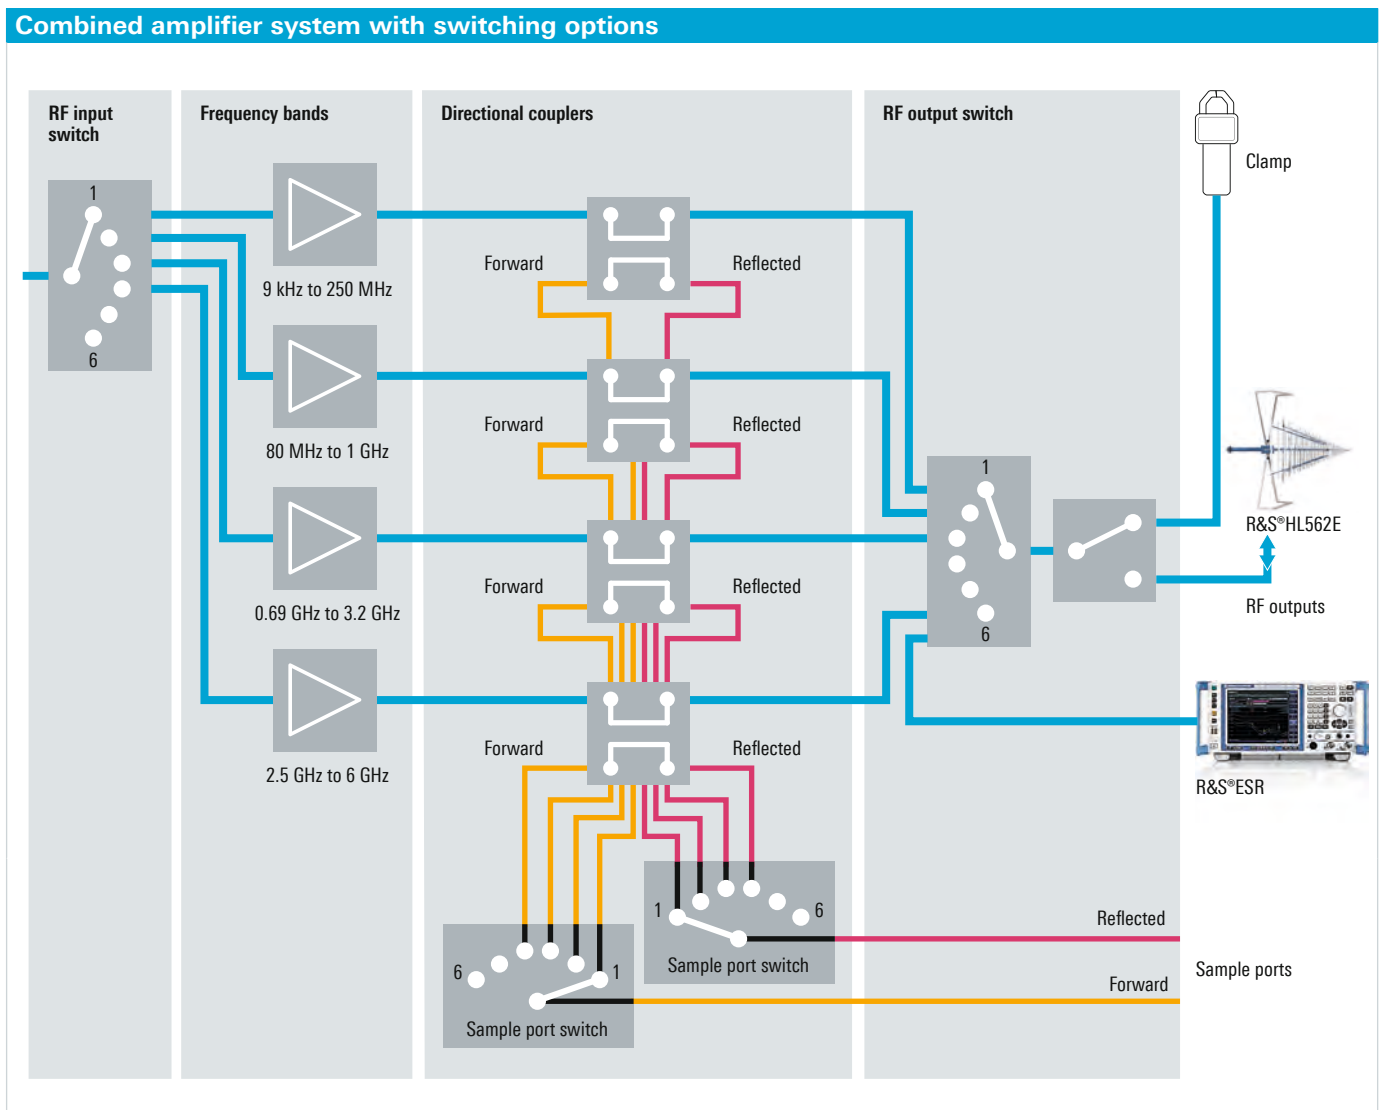 Combined amplifier system with switching options
RF input
switch
Frequency bands
Directional couplers
RF output switch
1
6
9 kHz to 250 MHz
80 MHz to 1 GHz
0.69 GHz to 3.2 GHz
2.5 GHz to 6 GHz
Forward
Reflected
Forward
Reflected
Forward
Reflected
Forward
Reflected
1
6
Clamp
R&S®HL562E
RF outputs
R&S®ESR
1
6
Sample port switch
6
1
Sample port switch
Reflected
Forward
Sample ports